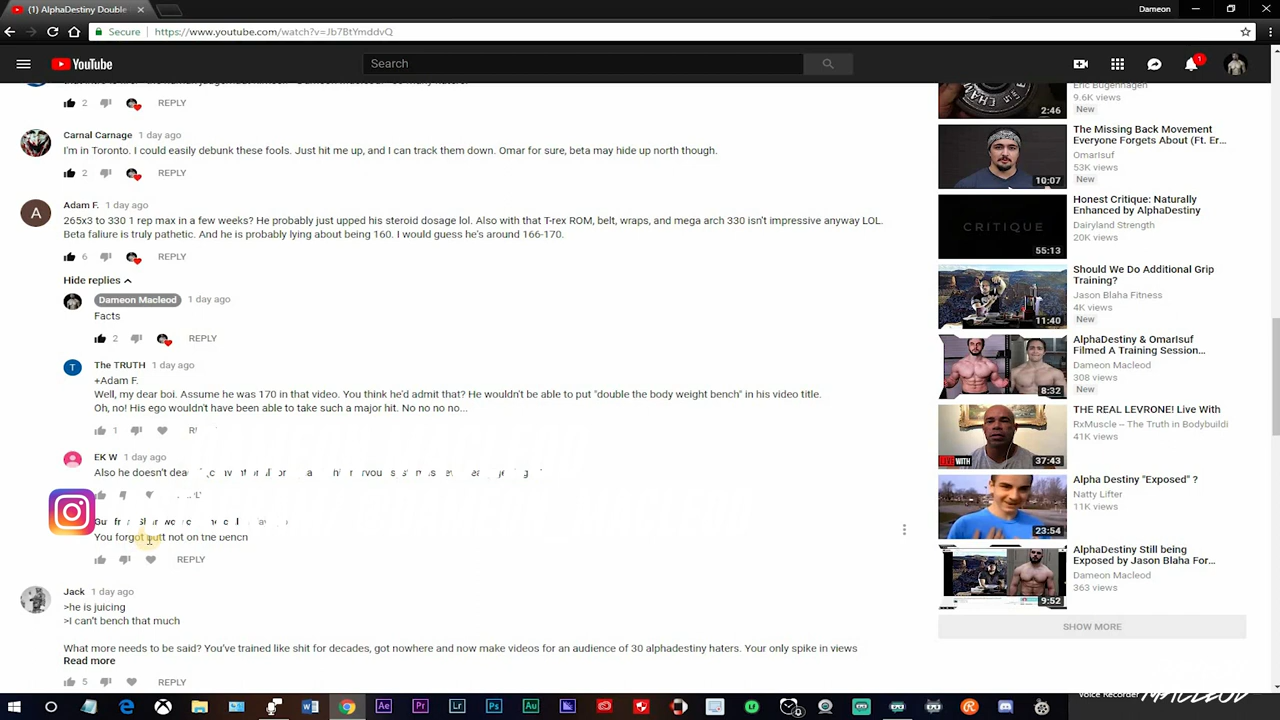 (1) AlphaDestiny Double
Dameon
Secure
https://www.youtube.com/watch?v=Jb7BtYmddvQ
YouTube
Search
1
2
REPLY
Carnal Carnage 1 day ago
I'm in Toronto. I could easily debunk these fools. Just hit me up, and I can track them down. Omar for sure, beta may hide up north though.
2 REPLY
A
Adam F. 1 day ago
265x3 to 330 1 rep max in a few weeks? He probably just upped his steroid dosage lol. Also with that T-rex ROM, belt, wraps, and mega arch 330 isn't impressive anyway LOL.
Beta faliure is truly pathetic. And he is probably lying about being 160. I would guess he's around 166-170.
6 REPLY
Hide replies
Dameon Macleod 1 day ago
Facts
2 REPLY
T
The TRUTH 1 day ago
+Adam F.
Well, my dear boi. Assume he was 170 in that video. You think he'd admit that? He wouldn't be able to put "double the body weight bench" in his video title.
Oh, no! His ego wouldn't have been able to take such a major hit. No no no no...
1
EK W 1 day ago
Also he doesn't
You forgot butt not on the bench
REPLY
Jack 1 day ago
>he is juicing
>I can't bench that much
What more needs to be said? You've trained like shit for decades, got nowhere and now make videos for an audience of 30 alphadestiny haters. Your only spike in views
Read more
5 REPLY
Eric Bugenhagen
9.6K views
New
2:46
The Missing Back Movement
Everyone Forgets About (Ft. Er...
OmarIsuf
53K views
New
10:07
Honest Critique: Naturally
Enhanced by AlphaDestiny
Dairyland Strength
20K views
CRITIQUE
55:13
Should We Do Additional Grip
Training?
Jason Blaha Fitness
4K views
New
11:40
AlphaDestiny & OmarIsuf
Filmed A Training Session...
Dameon Macleod
308 views
New
8:32
THE REAL LEVRONE! Live With
RxMuscle -- The Truth in Bodybuildi
41K views
LIVE WITH
37:43
Alpha Destiny "Exposed" ?
Natty Lifter
11K views
23:54
AlphaDestiny Still being
Exposed by Jason Blaha For...
Dameon Macleod
363 views
9:52
SHOW MORE
Voice Recorder
MACLEOD